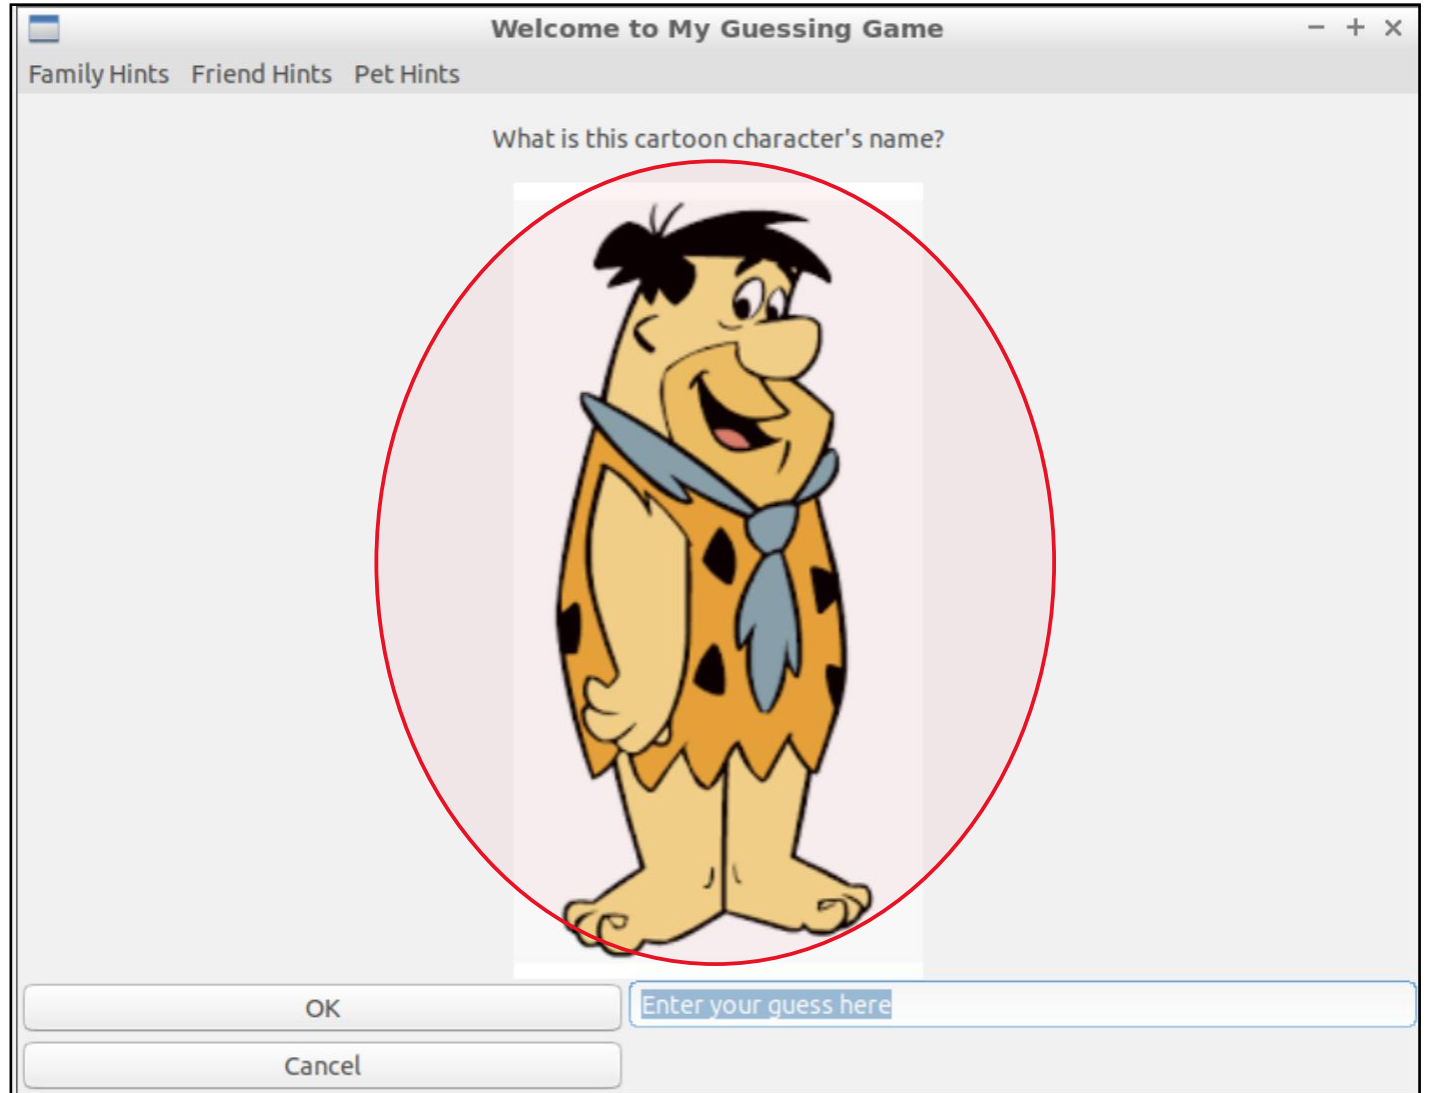 Welcome to My Guessing Game
Family Hints Friend Hints Pet Hints
What is this cartoon character's name?
OK
Enter your guess here
Cancel